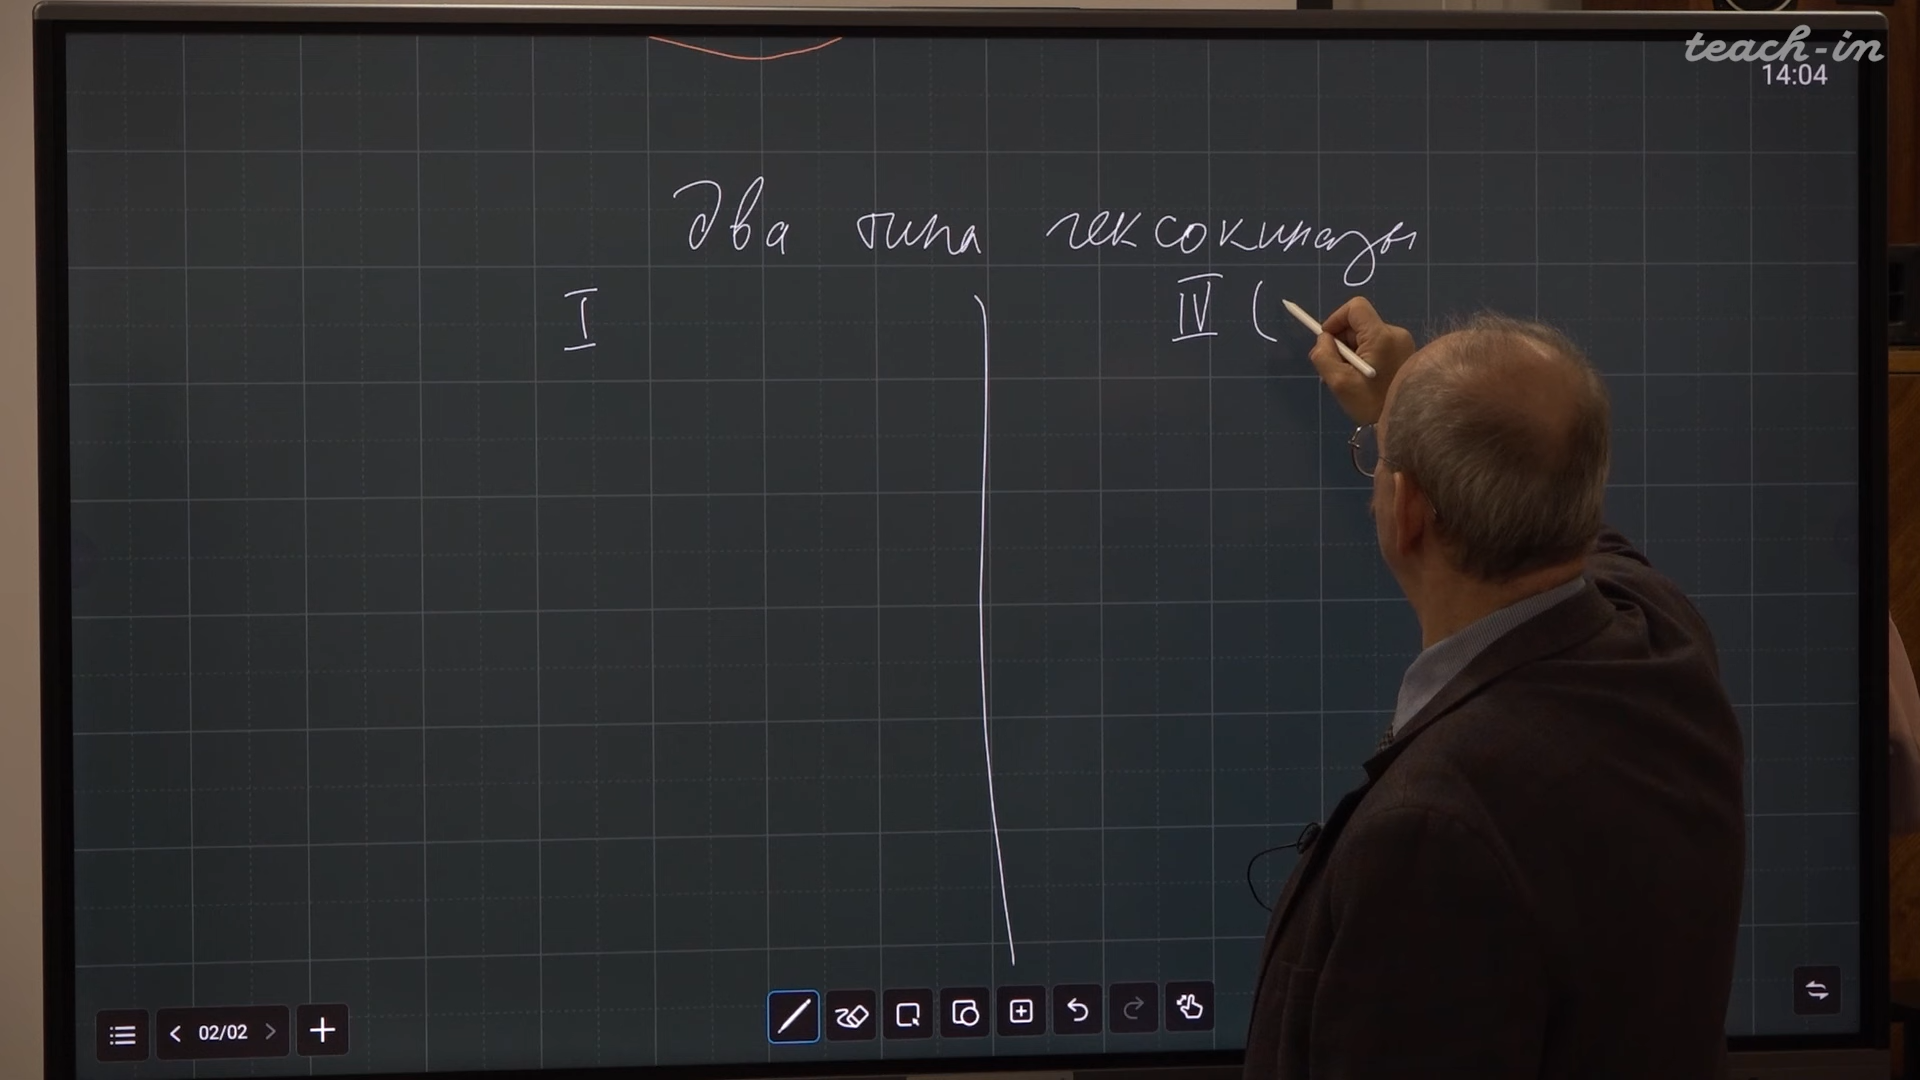 teach-in
14:04
Два типа гексокиназы
I IV (
02/02